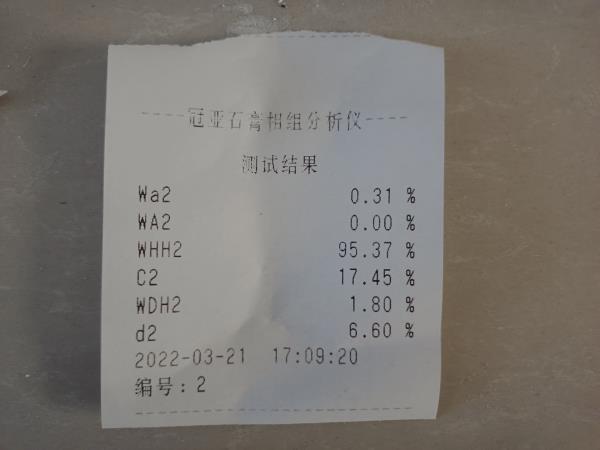 -----冠亚石膏相组分析仪-----
测试结果
Wa2 0.31 %
WA2 0.00 %
WHH2 95.37 %
C2 17.45 %
WDH2 1.80 %
d2 6.60 %
2022-03-21 17:09:20
编号：2